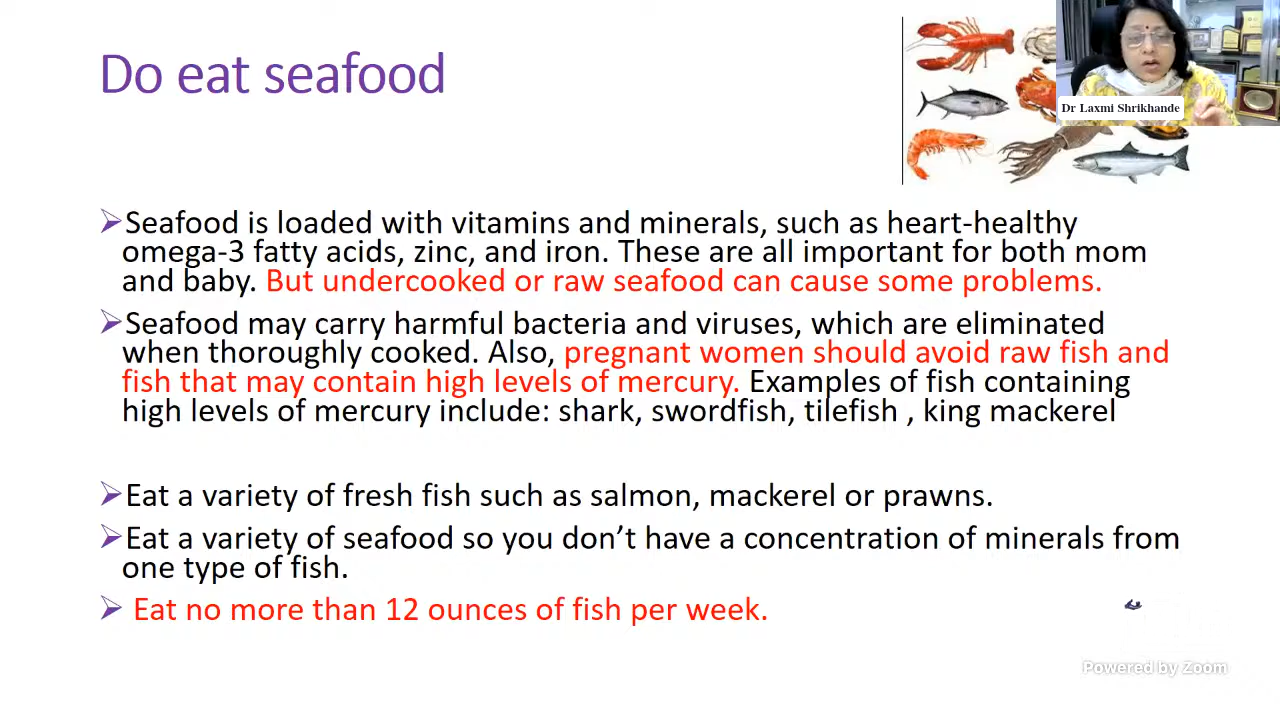 Do eat seafood
Dr Laxmi Shrikhande
Seafood is loaded with vitamins and minerals, such as heart-healthy
omega-3 fatty acids, zinc, and iron. These are all important for both mom
and baby. But undercooked or raw seafood can cause some problems.
Seafood may carry harmful bacteria and viruses, which are eliminated
when thoroughly cooked. Also, pregnant women should avoid raw fish and
fish that may contain high levels of mercury. Examples of fish containing
high levels of mercury include: shark, swordfish, tilefish , king mackerel
Eat a variety of fresh fish such as salmon, mackerel or prawns.
Eat a variety of seafood so you don’t have a concentration of minerals from
one type of fish.
Eat no more than 12 ounces of fish per week.
Powered by Zoom